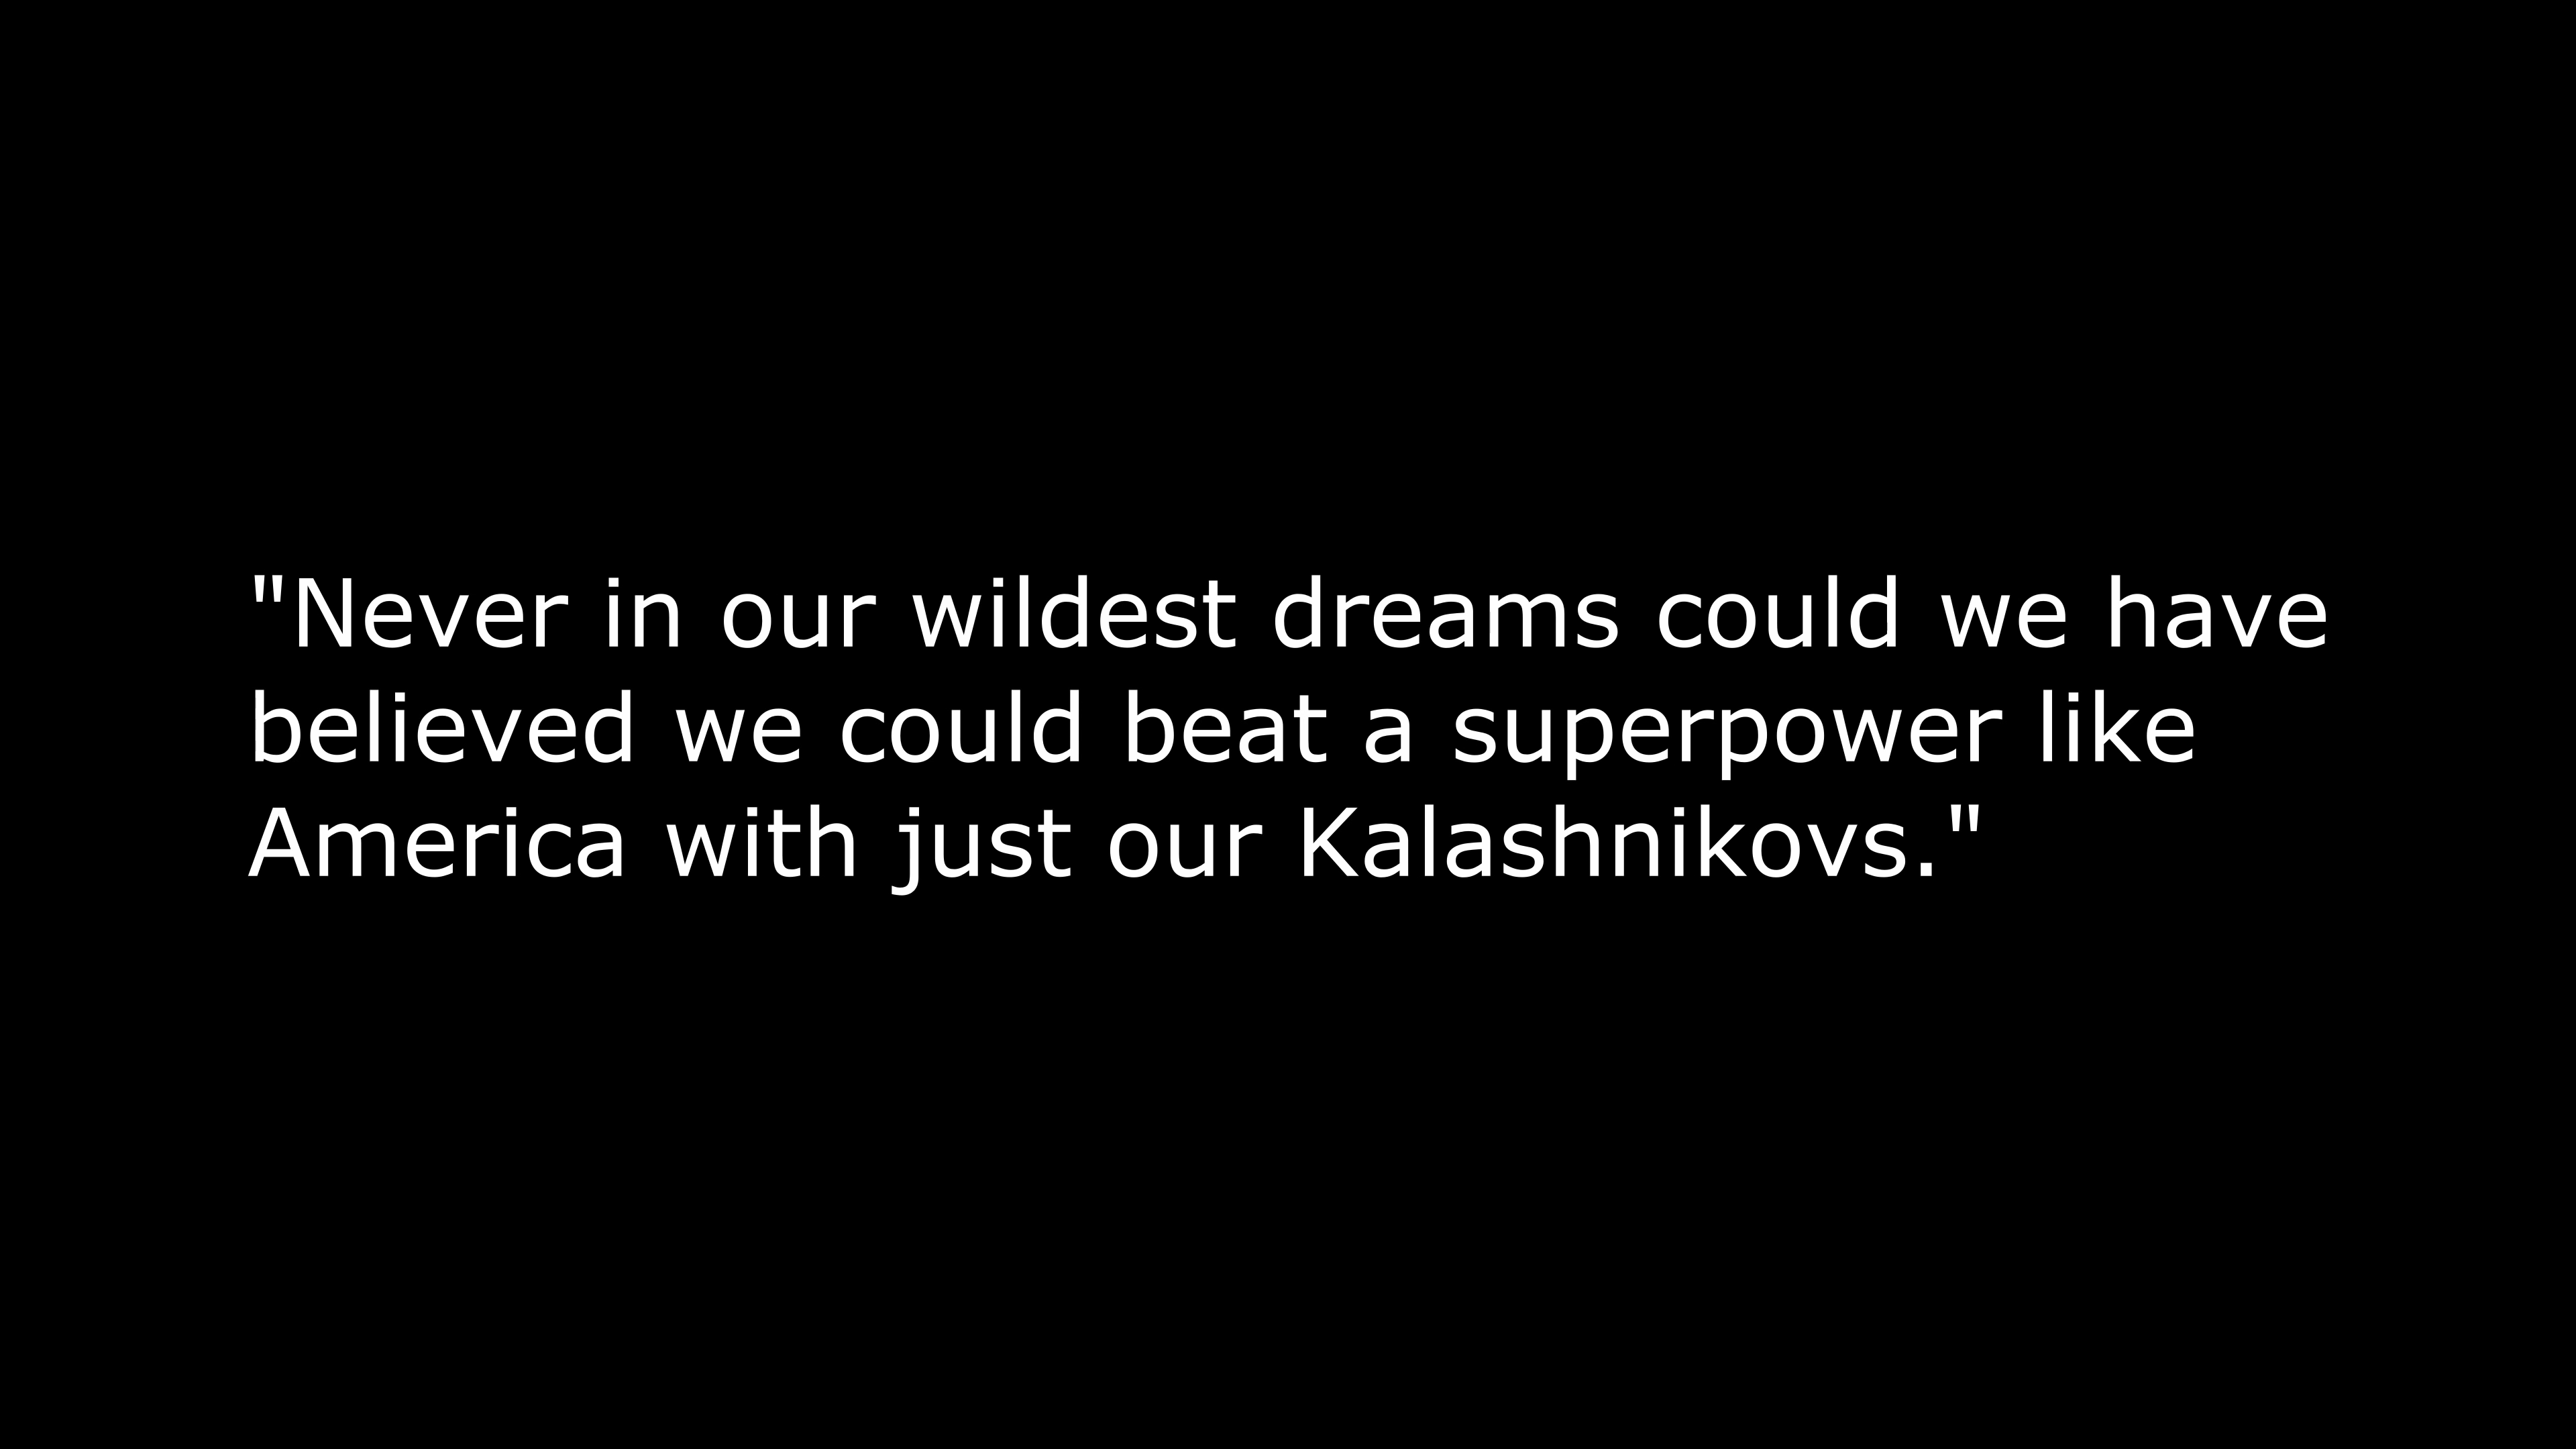 "Never in our wildest dreams could we have
believed we could beat a superpower like
America with just our Kalashnikovs."